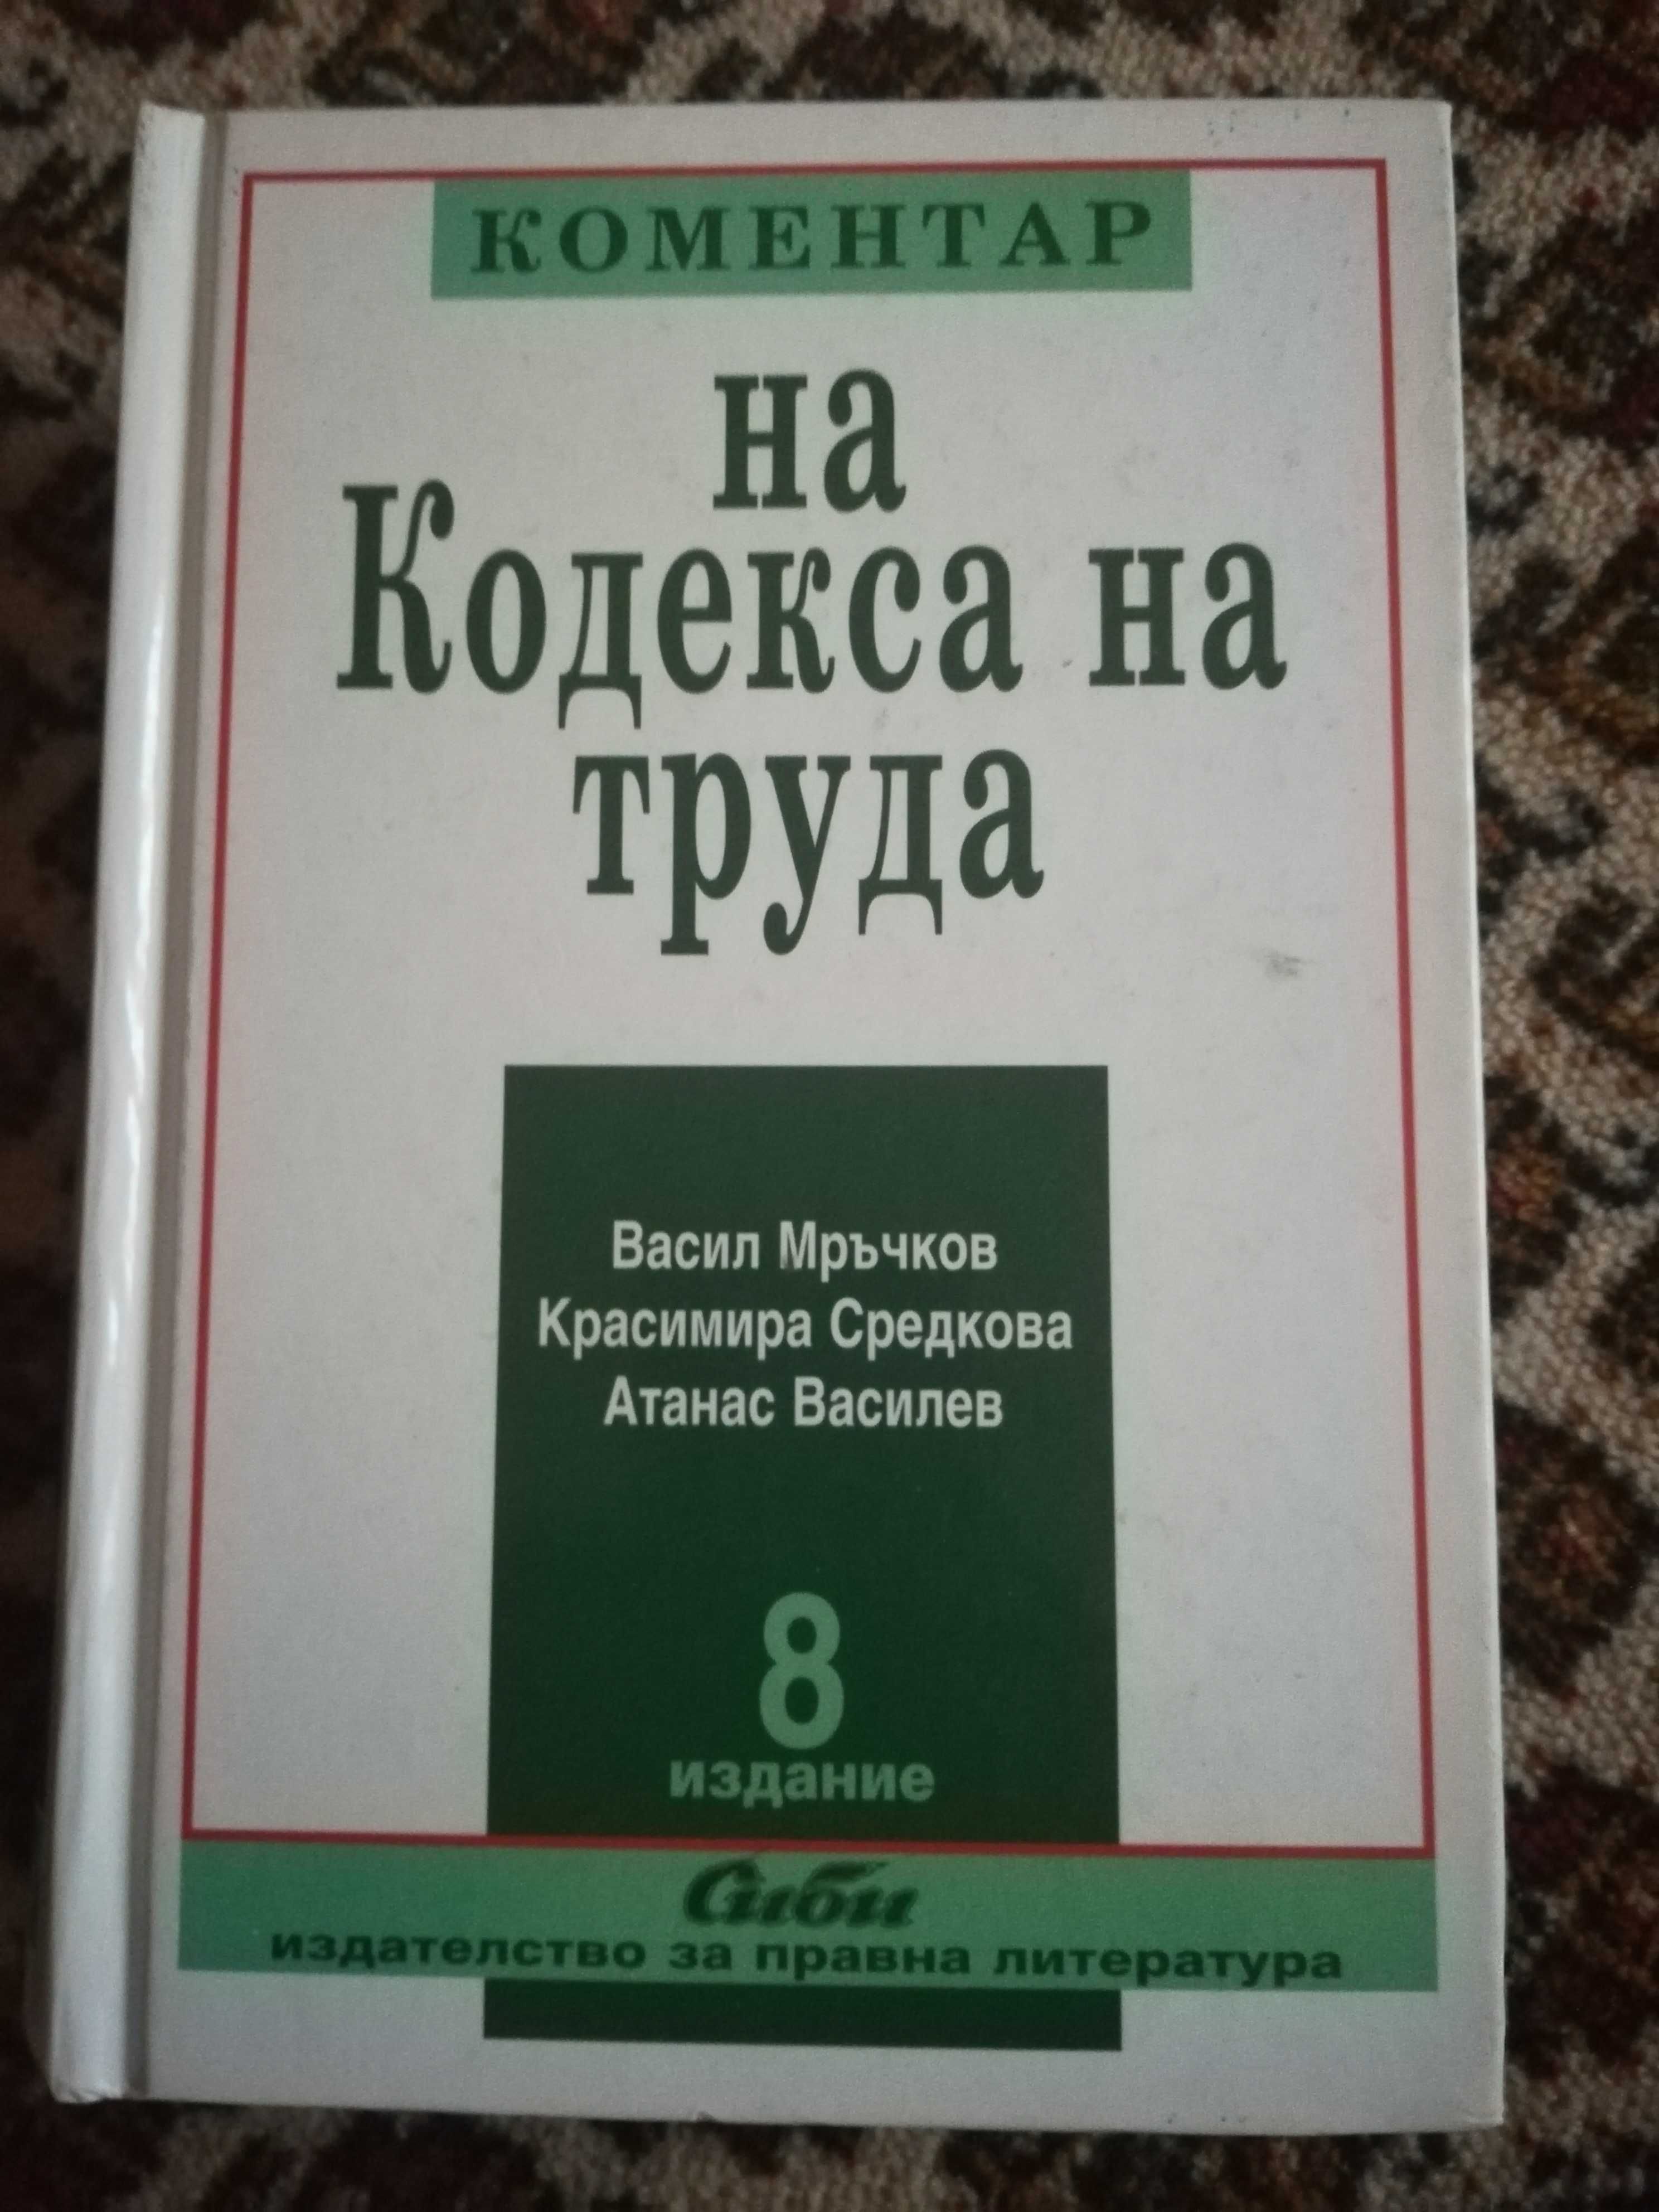 КОМЕНТАР
на
Кодекса на
труда
Васил Мръчков
Красимира Средкова
Атанас Василев
8
издание
Сиби
издателство за правна литература